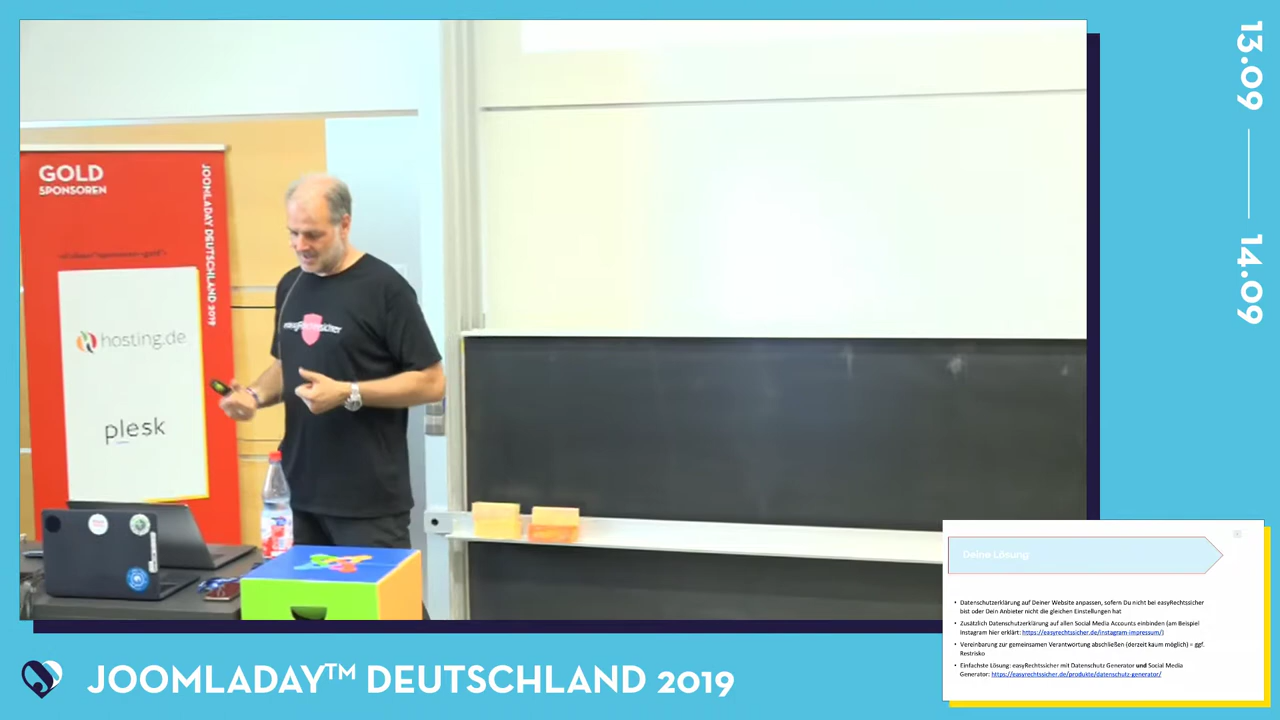 13.09
14.09
GOLD
SPONSOREN
JOOMLADAY DEUTSCHLAND 2019
hosting.de
plesk
Deine Lösung
• Datenschutzerklärung auf Deiner Website anpassen, sofern Du nicht bei easyRechtssicher
bist oder Dein Anbieter nicht die gleichen Einstellungen hat
• Zusätzlich Datenschutzerklärung auf allen Social Media Accounts einbinden (am Beispiel
Instagram hier erklärt: https://easyrechtssicher.de/instagram-impressum/)
• Vereinbarung zur gemeinsamen Verantwortung abschließen (derzeit kaum möglich) = ggf.
Restrisiko
• Einfachste Lösung: easyRechtssicher mit Datenschutz Generator und Social Media
Generator: https://easyrechtssicher.de/produkte/datenschutz-generator/
JOOMLADAY™ DEUTSCHLAND 2019